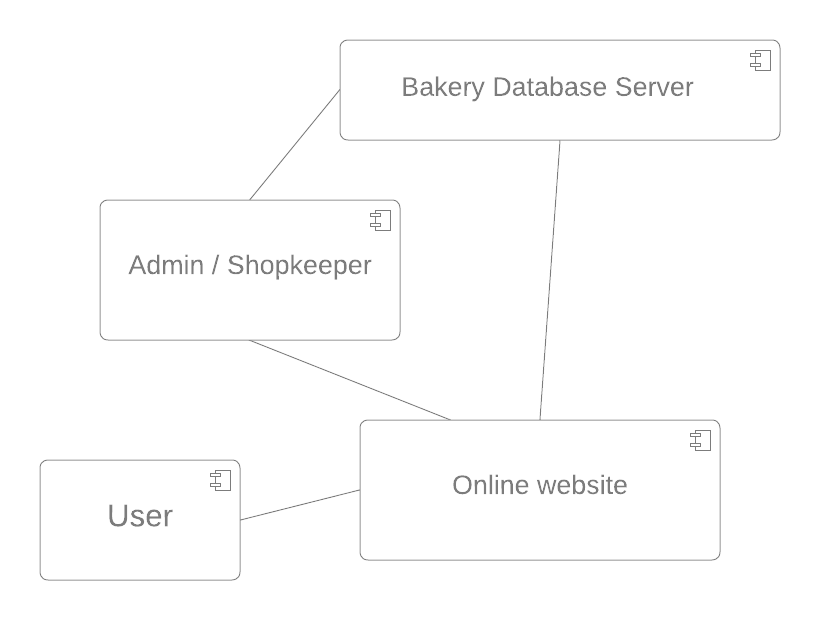 Bakery Database Server
Admin / Shopkeeper
Online website
User